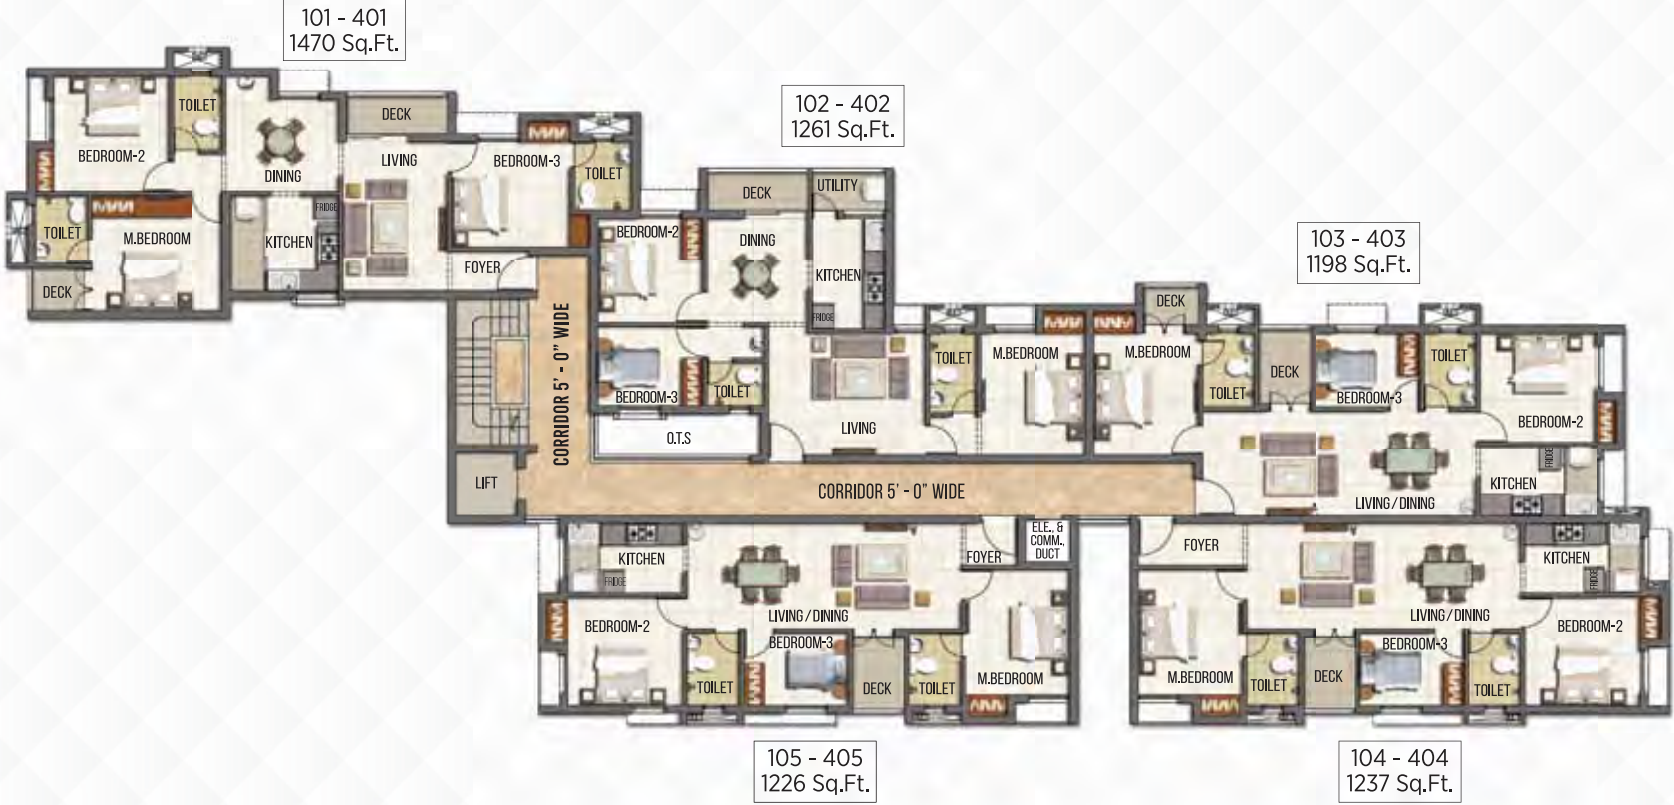 101 - 401
1470 Sq.Ft.
TOILET
BEDROOM-2
DINING
DECK
LIVING
BEDROOM-3
TOILET
TOILET
M.BEDROOM
KITCHEN
FRIDGE
FOYER
DECK
102 - 402
1261 Sq.Ft.
DECK
UTILITY
BEDROOM-2
DINING
KITCHEN
FRIDGE
BEDROOM-3
TOILET
O.T.S
LIVING
TOILET
M.BEDROOM
CORRIDOR 5' - 0" WIDE
LIFT
CORRIDOR 5' - 0" WIDE
103 - 403
1198 Sq.Ft.
DECK
M.BEDROOM
TOILET
DECK
BEDROOM-3
TOILET
BEDROOM-2
KITCHEN
FRIDGE
LIVING / DINING
ELE., &
COMM.,
DUCT
KITCHEN
FRIDGE
FOYER
LIVING / DINING
BEDROOM-2
TOILET
BEDROOM-3
DECK
TOILET
M.BEDROOM
105 - 405
1226 Sq.Ft.
FOYER
KITCHEN
FRIDGE
LIVING / DINING
BEDROOM-2
M.BEDROOM
TOILET
DECK
BEDROOM-3
TOILET
104 - 404
1237 Sq.Ft.